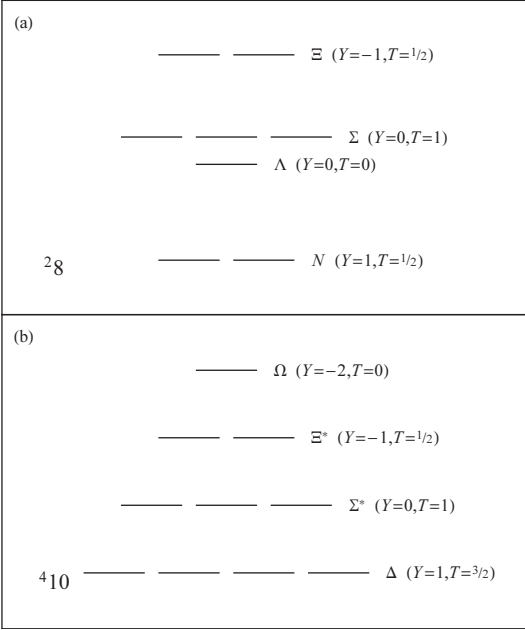 (a)
Ξ (Y=−1,T=1/2)
Σ (Y=0,T=1)
Λ (Y=0,T=0)
N (Y=1,T=1/2)
²8
(b)
Ω (Y=−2,T=0)
Ξ* (Y=−1,T=1/2)
Σ* (Y=0,T=1)
Δ (Y=1,T=3/2)
⁴10